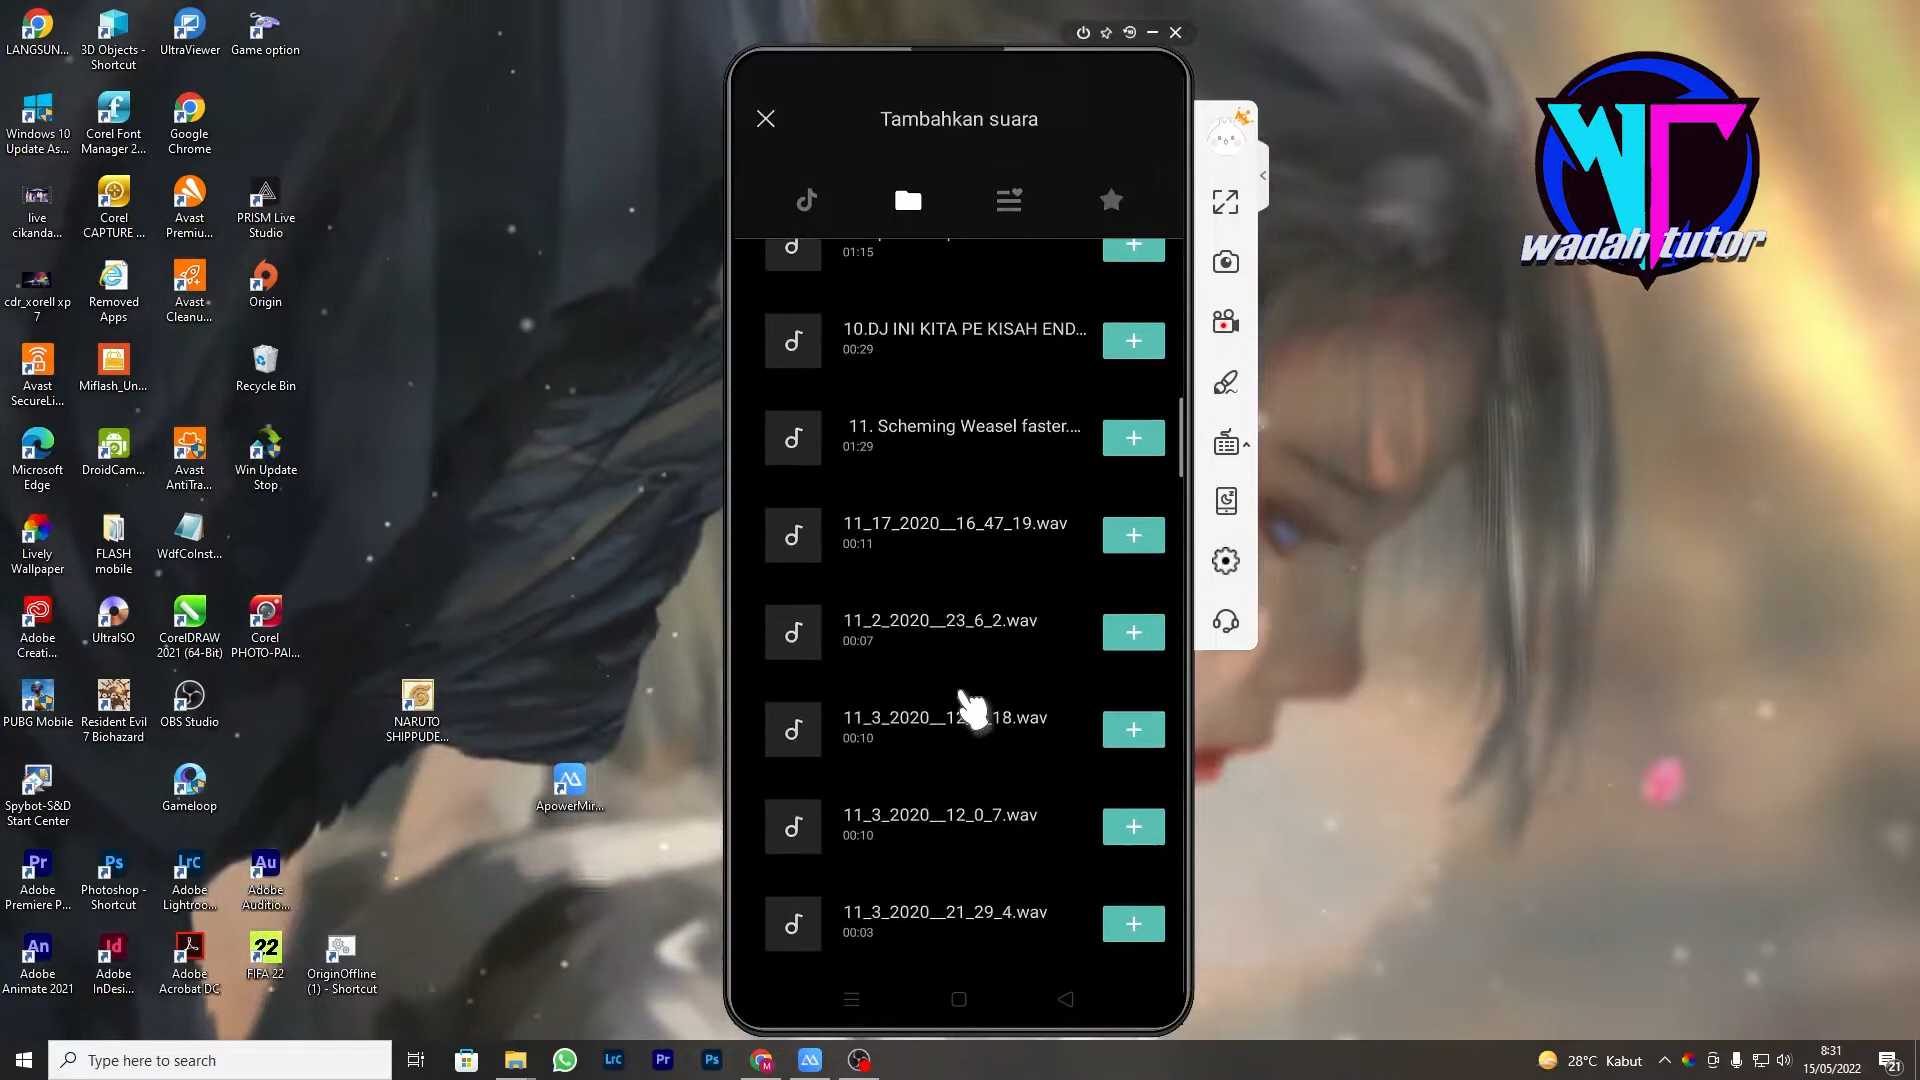 LANGSUN...
3D Objects -
Shortcut
UltraViewer
Game option
Windows 10
Update As...
Corel Font
Manager 2...
Google
Chrome
live
cikanda...
Corel
CAPTURE ...
Avast
Premiu...
PRISM Live
Studio
cdr_xorell xp
7
Removed
Apps
Avast
Cleanu...
Origin
Avast
SecureLi...
Miflash_Un...
Avast
AntiTra...
Recycle Bin
Microsoft
Edge
DroidCam...
Win Update
Stop
Lively
Wallpaper
FLASH
mobile
WdfCoInst...
Adobe
Creati...
UltraISO
CorelDRAW
2021 (64-Bit)
Corel
PHOTO-PAI...
PUBG Mobile
Resident Evil
7 Biohazard
OBS Studio
NARUTO
SHIPPUDE...
Spybot-S&D
Start Center
Gameloop
ApowerMir...
Adobe
Premiere P...
Photoshop -
Shortcut
Adobe
Lightroo...
Adobe
Auditio...
Adobe
Animate 2021
Adobe
InDesi...
Adobe
Acrobat DC
FIFA 22
OriginOffline
(1) - Shortcut
Tambahkan suara
01:15
10.DJ INI KITA PE KISAH END...
00:29
11. Scheming Weasel faster....
01:29
11_17_2020__16_47_19.wav
00:11
11_2_2020__23_6_2.wav
00:07
00:10
11_3_2020__12_0_7.wav
00:10
11_3_2020__21_29_4.wav
00:03
WT
wadah tutor
Type here to search
28°C Kabut
8:31
15/05/2022
21